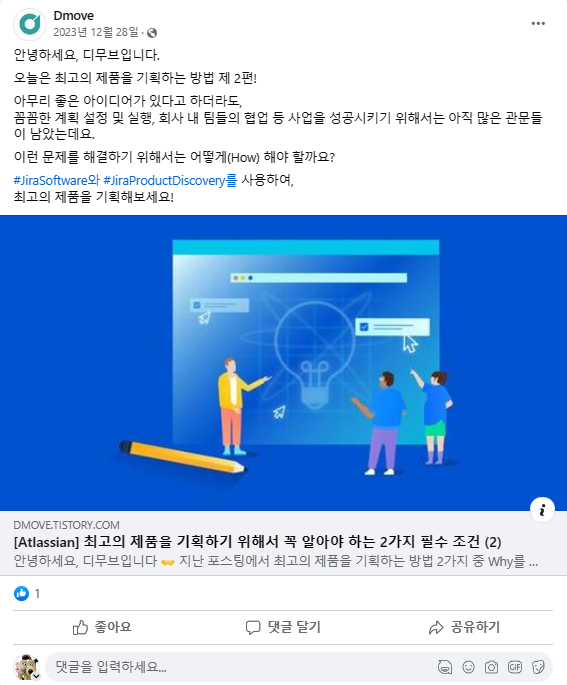 Dmove
2023년 12월 28일 ·
안녕하세요, 디무브입니다.
오늘은 최고의 제품을 기획하는 방법 제 2편!
아무리 좋은 아이디어가 있다고 하더라도,
꼼꼼한 계획 설정 및 실행, 회사 내 팀들의 협업 등 사업을 성공시키기 위해서는 아직 많은 관문들
이 남았는데요.
이런 문제를 해결하기 위해서는 어떻게(How) 해야 할까요?
#JiraSoftware와 #JiraProductDiscovery를 사용하여,
최고의 제품을 기획해보세요!
DMOVE.TISTORY.COM
[Atlassian] 최고의 제품을 기획하기 위해서 꼭 알아야 하는 2가지 필수 조건 (2)
안녕하세요, 디무브입니다 👐 지난 포스팅에서 최고의 제품을 기획하는 방법 2가지 중 Why를 ...
1
좋아요 댓글 달기 공유하기
댓글을 입력하세요...
GIF